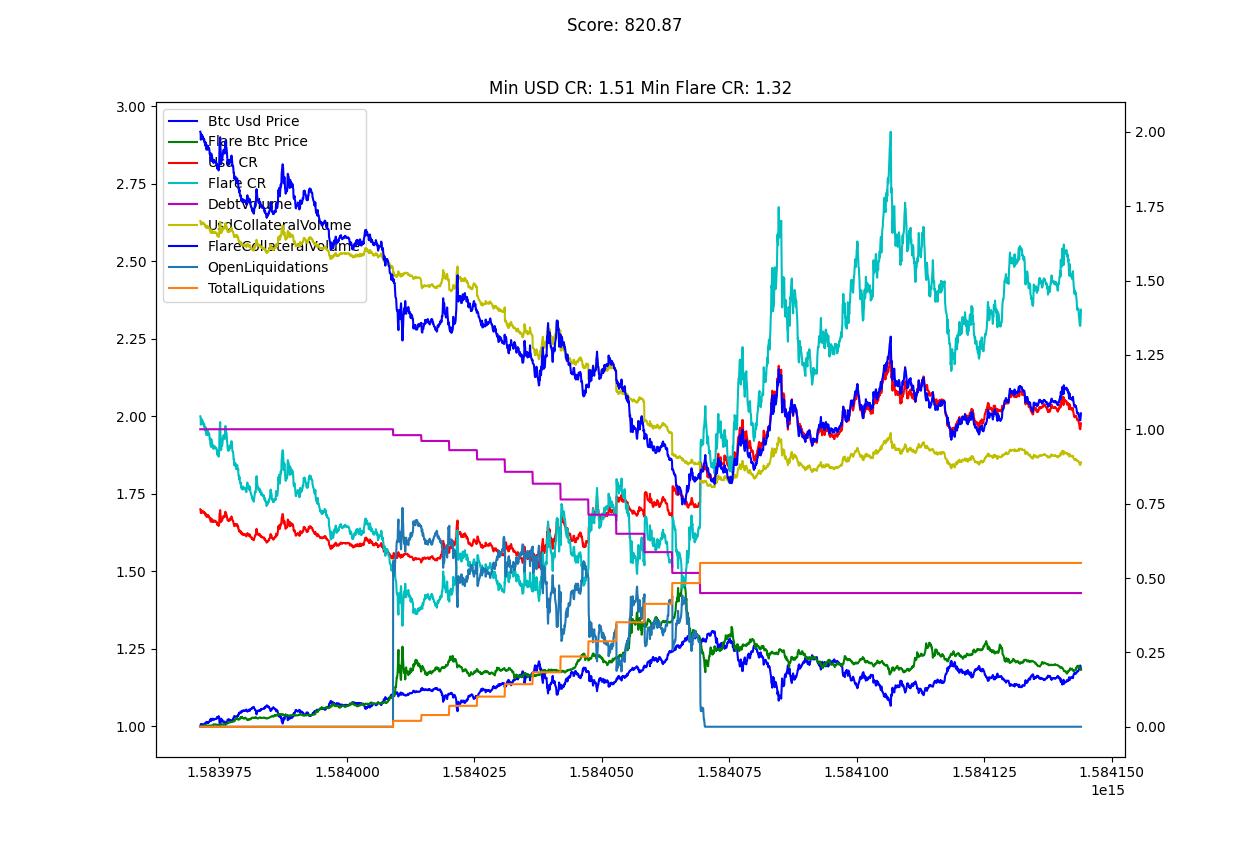 Score: 820.87
Min USD CR: 1.51 Min Flare CR: 1.32
3.00
2.75
2.50
2.25
2.00
1.75
1.50
1.25
1.00
Btc Usd Price
Flare Btc Price
Usd CR
Flare CR
DebtVolume
UsdCollateralVolume
FlareCollateralVolume
OpenLiquidations
TotalLiquidations
2.00
1.75
1.50
1.25
1.00
0.75
0.50
0.25
0.00
1.583975 1.584000 1.584025 1.584050 1.584075 1.584100 1.584125 1.584150
1e15